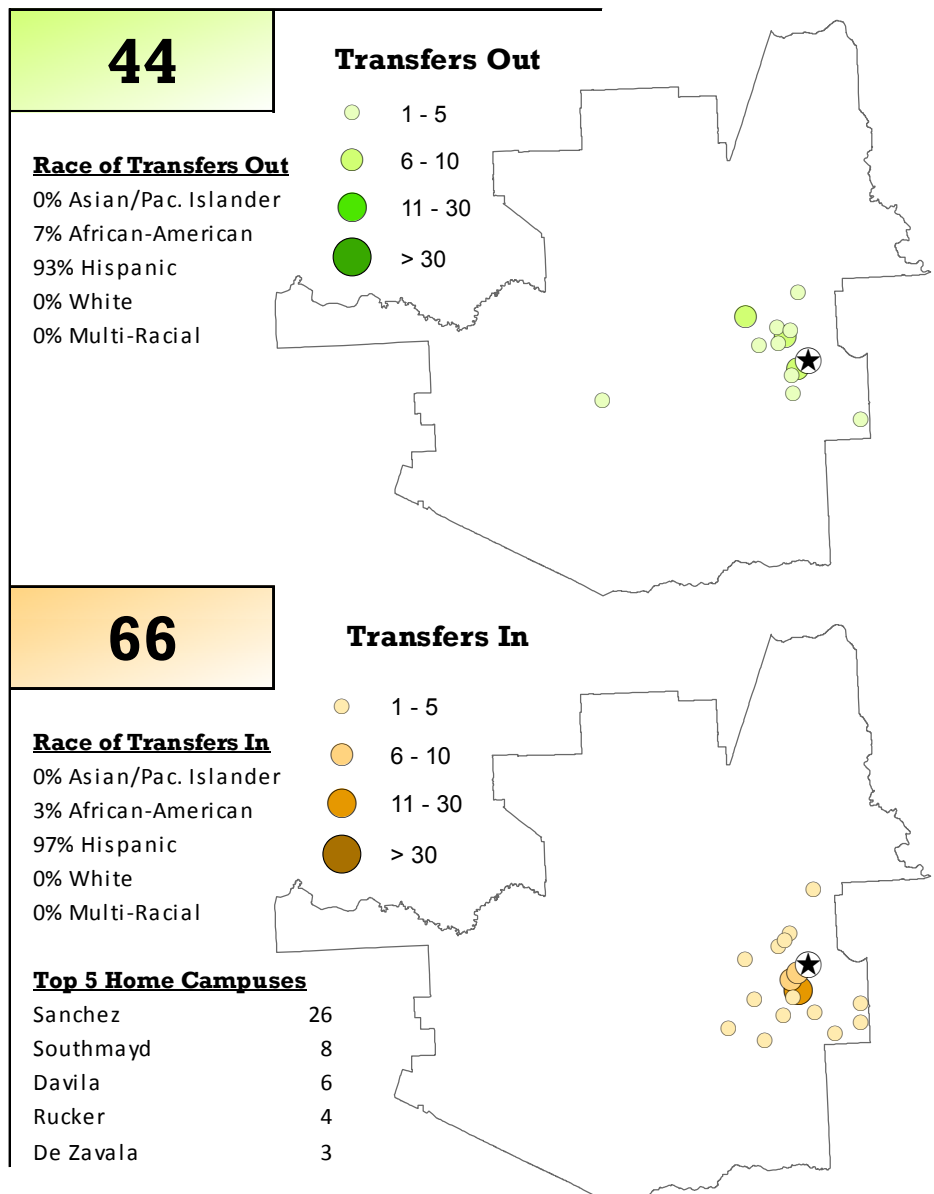 44
Transfers Out
1 - 5
6 - 10
11 - 30
> 30
Race of Transfers Out
0% Asian/Pac. Islander
7% African-American
93% Hispanic
0% White
0% Multi-Racial
66
Transfers In
1 - 5
6 - 10
11 - 30
> 30
Race of Transfers In
0% Asian/Pac. Islander
3% African-American
97% Hispanic
0% White
0% Multi-Racial
Top 5 Home Campuses
Sanchez 26
Southmayd 8
Davila 6
Rucker 4
De Zavala 3